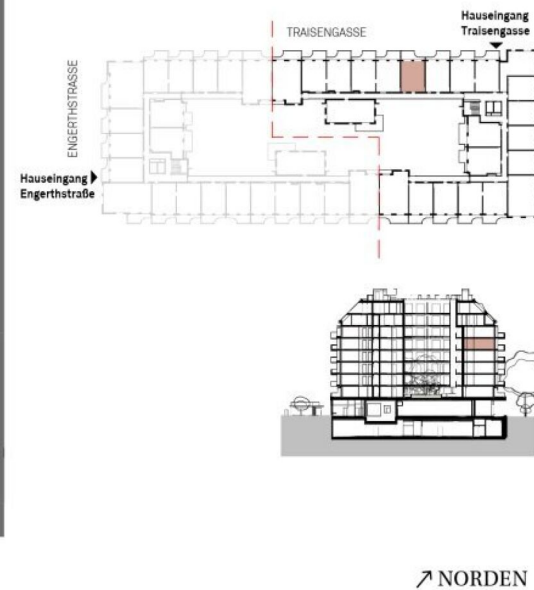 Hauseingang
Traisengasse
TRAISENGASSE
ENGERTHSTRASSE
Hauseingang
Engerthstraße
NORDEN